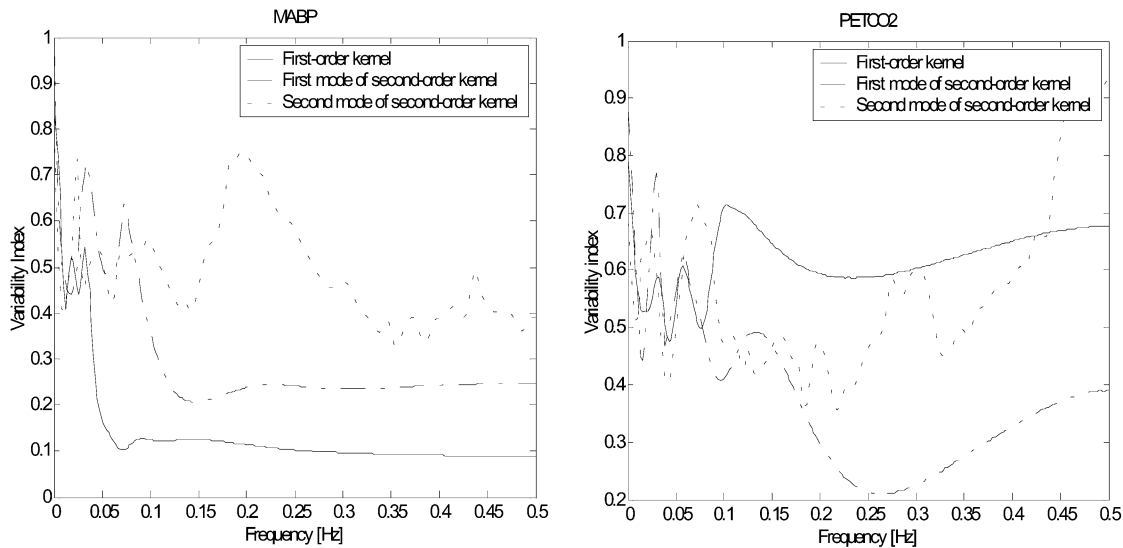 MABP
1
0.9
0.8
0.7
0.6
0.5
0.4
0.3
0.2
0.1
0
Variability Index
First-order kernel
First mode of second-order kernel
Second mode of second-order kernel
0 0.05 0.1 0.15 0.2 0.25 0.3 0.35 0.4 0.45 0.5
Frequency [Hz]
PETCO2
1
0.9
0.8
0.7
0.6
0.5
0.4
0.3
0.2
Variability index
First-order kernel
First mode of second-order kernel
Second mode of second-order kernel
0 0.05 0.1 0.15 0.2 0.25 0.3 0.35 0.4 0.45 0.5
Frequency [Hz]